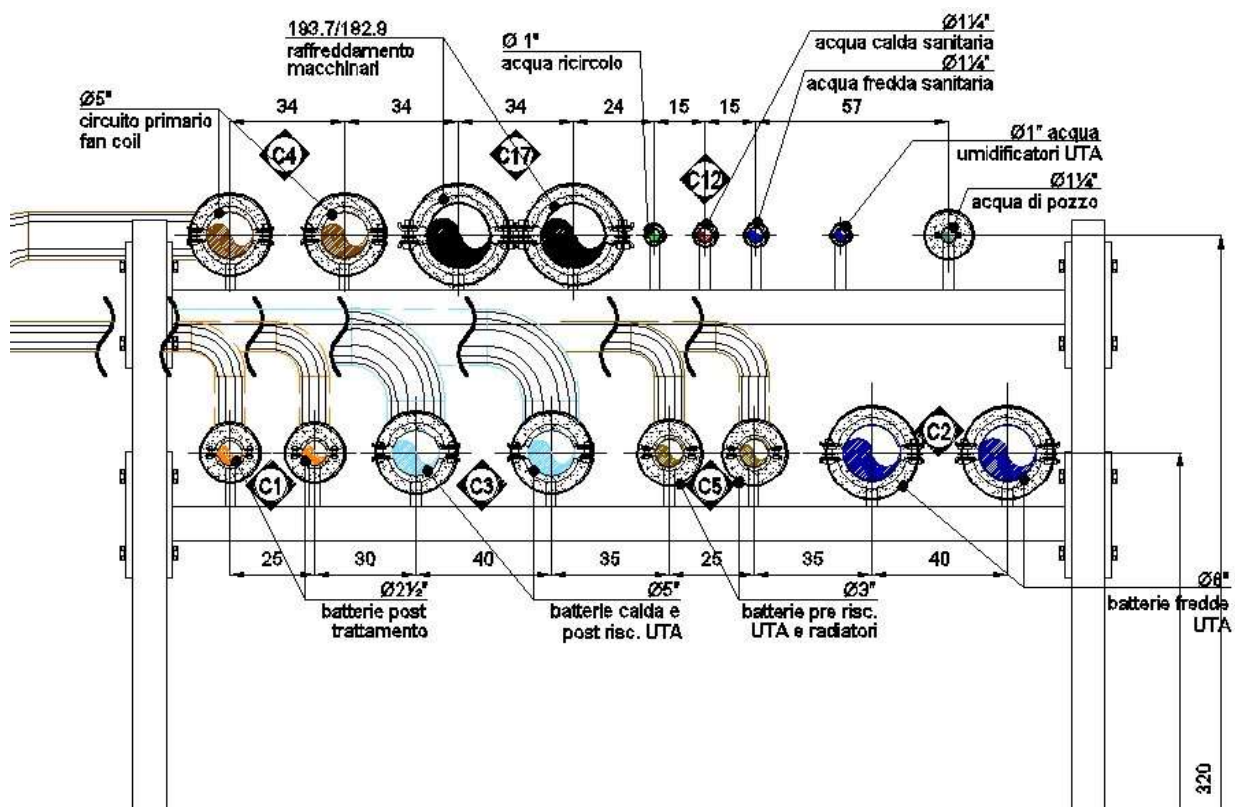 193.7/182.9
raffreddamento
macchinari
Ø 1"
acqua ricircolo
Ø1¼"
acqua calda sanitaria
Ø1¼"
acqua fredda sanitaria
Ø5"
circuito primario
fan coil
34
34
34
24
15
15
57
Ø1" acqua
umidificatori UTA
Ø1¼"
acqua di pozzo
C4
C17
C12
C2
C1
C3
C5
25
30
40
35
25
35
40
Ø2½"
batterie post
trattamento
Ø5"
batterie calda e
post risc. UTA
Ø3"
batterie pre risc.
UTA e radiatori
Ø6"
batterie fredde
UTA
320